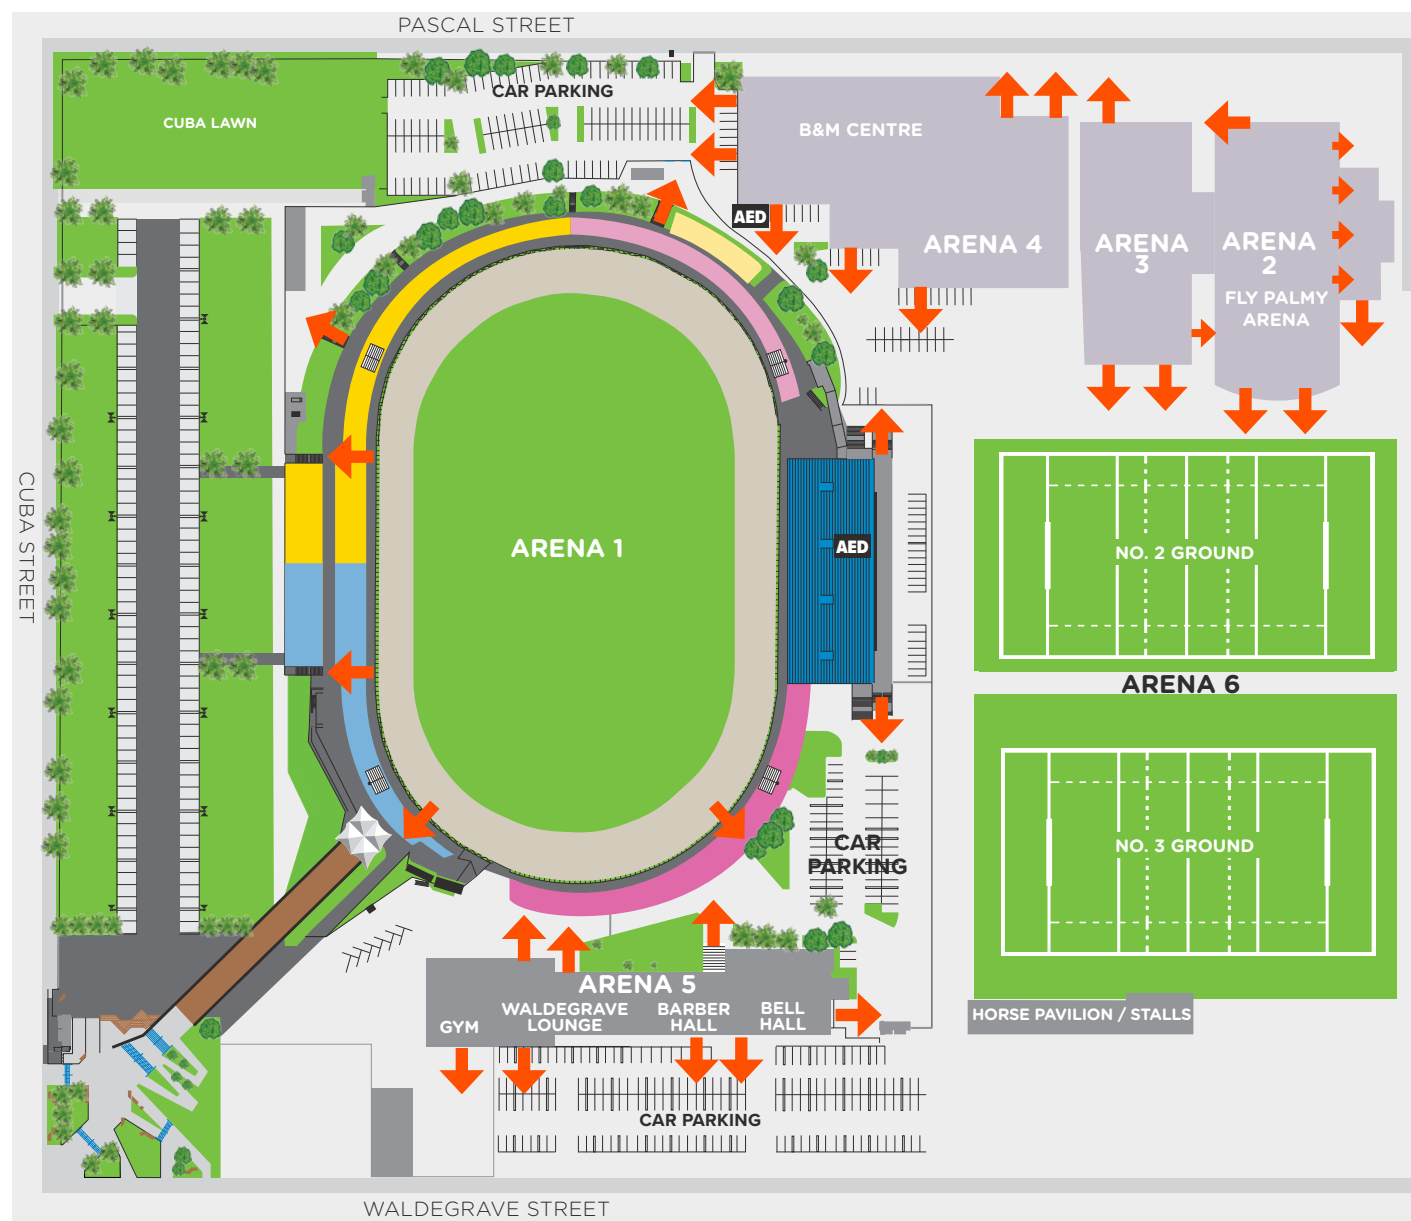 PASCAL STREET
CAR PARKING
CUBA LAWN
B&M CENTRE
AED
ARENA 4
ARENA
3
ARENA
2
FLY PALMY
ARENA
CUBA STREET
ARENA 1
AED
NO. 2 GROUND
ARENA 6
CAR
PARKING
NO. 3 GROUND
ARENA 5
GYM
WALDEGRAVE
LOUNGE
BARBER
HALL
BELL
HALL
HORSE PAVILION / STALLS
CAR PARKING
WALDEGRAVE STREET